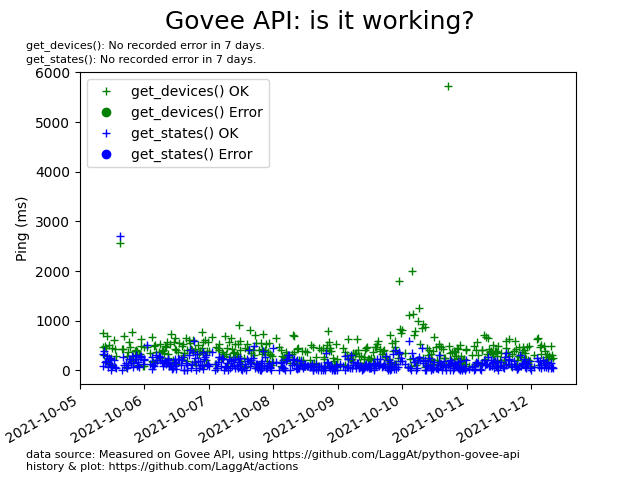 Govee API: is it working?
get_devices(): No recorded error in 7 days.
get_states(): No recorded error in 7 days.
get_devices() OK
get_devices() Error
get_states() OK
get_states() Error
Ping (ms)
6000
5000
4000
3000
2000
1000
0
2021-10-05
2021-10-06
2021-10-07
2021-10-08
2021-10-09
2021-10-10
2021-10-11
2021-10-12
data source: Measured on Govee API, using https://github.com/LaggAt/python-govee-api
history & plot: https://github.com/LaggAt/actions